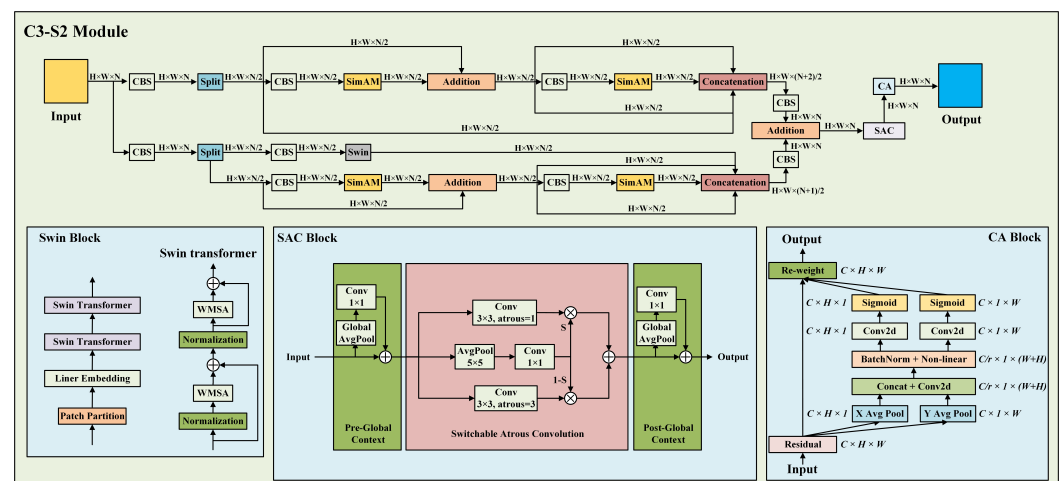 C3-S2 Module
H×W×N/2 H×W×N/2
H×W×N CBS H×W×N Split H×W×N/2 CBS H×W×N/2 SimAM H×W×N/2 Addition H×W×N/2 CBS H×W×N/2 SimAM H×W×N/2 Concatenation H×W×(N+2)/2
CBS
H×W×N/2
H×W×N
CA H×W×N
H×W×N
Input
H×W×N/2
Addition H×W×N SAC
Output
CBS H×W×N Split H×W×N/2 CBS H×W×N/2 Swin H×W×N/2
H×W×N
CBS
H×W×N/2
H×W×N/2 CBS H×W×N/2 SimAM H×W×N/2 Addition H×W×N/2 CBS H×W×N/2 SimAM H×W×N/2 Concatenation
H×W×(N+1)/2
H×W×N/2 H×W×N/2
Swin Block
Swin transformer
Swin Transformer
Swin Transformer
Liner Embedding
Patch Partition
WMSA
Normalization
WMSA
Normalization
SAC Block
Input
Conv
1×1
Global
AvgPool
Pre-Global
Context
Conv
3×3, atrous=1
S
AvgPool
5×5
Conv
1×1
1-S
Conv
3×3, atrous=3
Switchable Atrous Convolution
Conv
1×1
Global
AvgPool
Post-Global
Context
Output
CA Block
Output
Re-weight C × H × W
C × H × 1 Sigmoid Sigmoid C × 1 × W
C × H × 1 Conv2d Conv2d C × 1 × W
BatchNorm + Non-linear C/r × 1 × (W+H)
Concat + Conv2d C/r × 1 × (W+H)
C × H × 1 X Avg Pool Y Avg Pool C × 1 × W
Residual C × H × W
Input